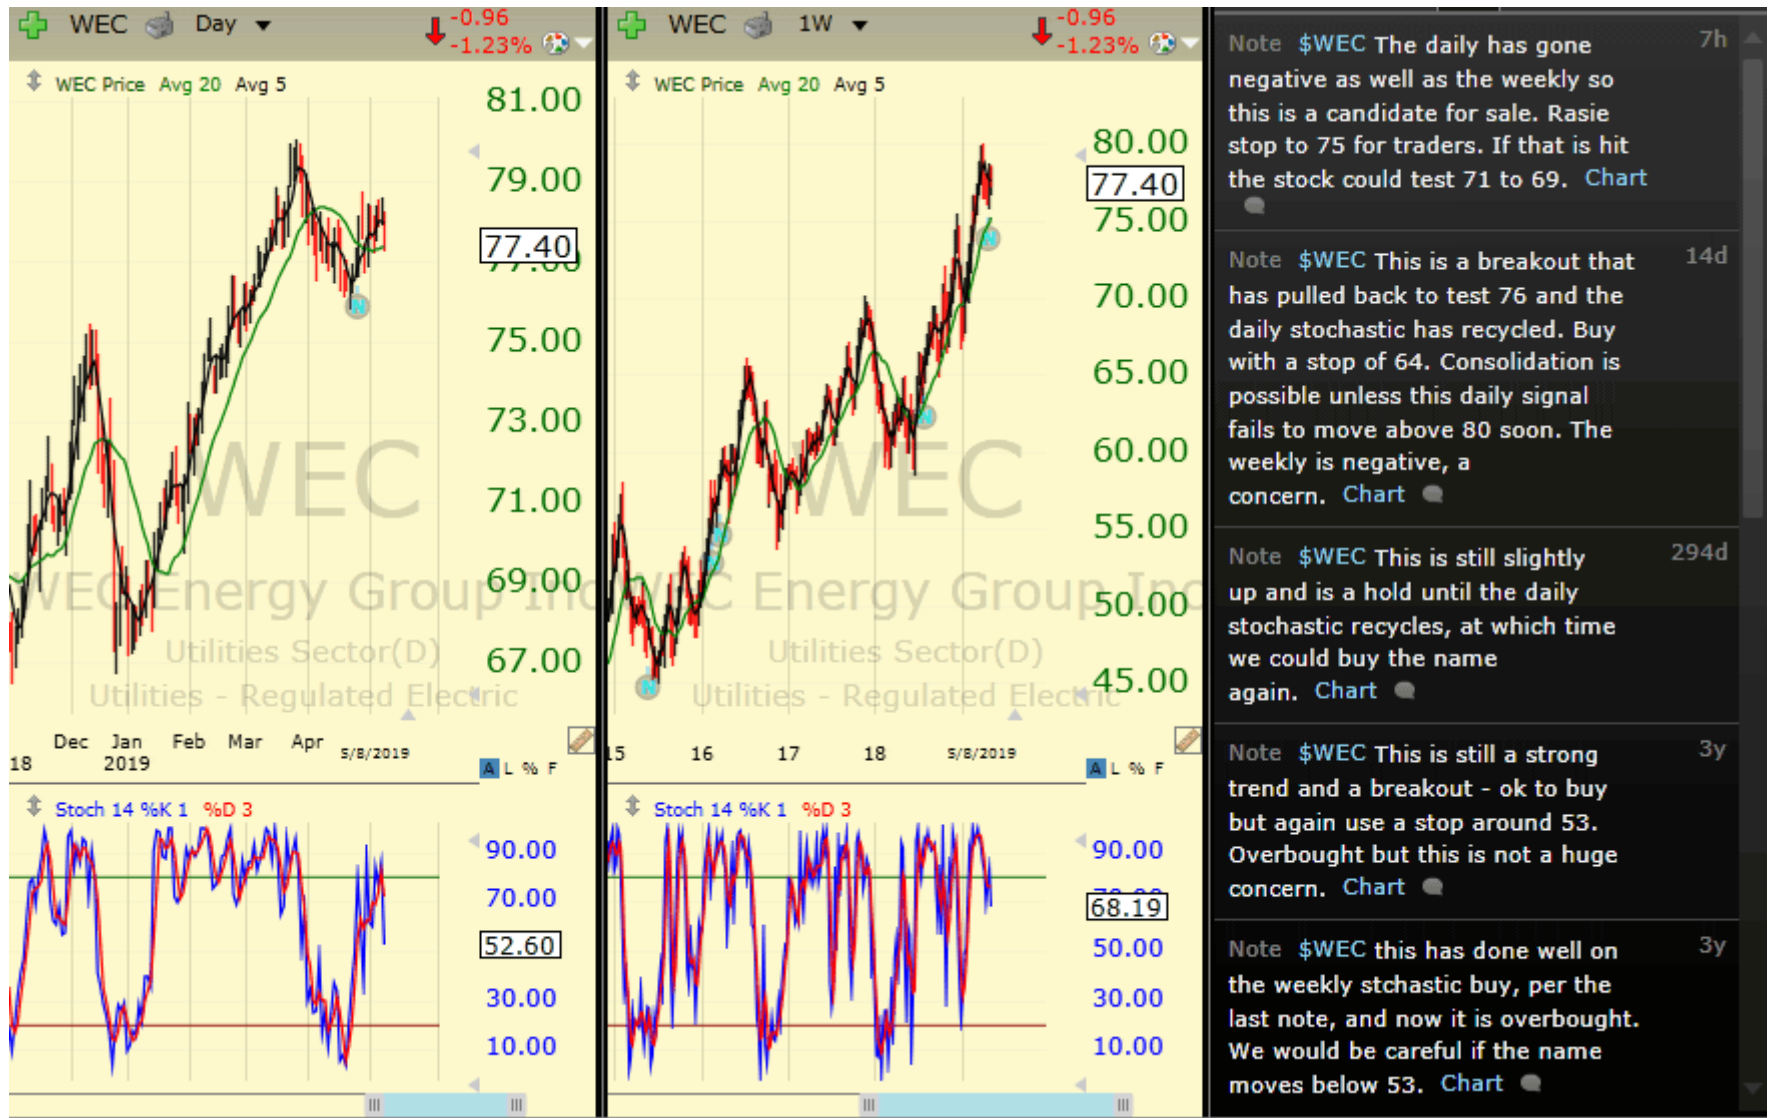 WEC Day
-0.96
-1.23%
WEC Price Avg 20 Avg 5
81.00
79.00
77.40
77.00
75.00
73.00
71.00
69.00
67.00
WEC
WEC Energy Group Inc
Utilities Sector(D)
Utilities - Regulated Electric
N
Dec Jan Feb Mar Apr 5/8/2019
18 2019
A L % F
Stoch 14 %K 1 %D 3
90.00
70.00
52.60
30.00
10.00
WEC 1W
-0.96
-1.23%
WEC Price Avg 20 Avg 5
80.00
77.40
75.00
70.00
65.00
60.00
55.00
50.00
45.00
WEC
WEC Energy Group Inc
Utilities Sector(D)
Utilities - Regulated Electric
N
N
N
N
N
15 16 17 18 5/8/2019
A L % F
Stoch 14 %K 1 %D 3
90.00
70.00
68.19
50.00
30.00
10.00
Note $WEC The daily has gone 7h
negative as well as the weekly so
this is a candidate for sale. Rasie
stop to 75 for traders. If that is hit
the stock could test 71 to 69. Chart
Note $WEC This is a breakout that 14d
has pulled back to test 76 and the
daily stochastic has recycled. Buy
with a stop of 64. Consolidation is
possible unless this daily signal
fails to move above 80 soon. The
weekly is negative, a
concern. Chart
Note $WEC This is still slightly 294d
up and is a hold until the daily
stochastic recycles, at which time
we could buy the name
again. Chart
Note $WEC This is still a strong 3y
trend and a breakout - ok to buy
but again use a stop around 53.
Overbought but this is not a huge
concern. Chart
Note $WEC this has done well on 3y
the weekly stchastic buy, per the
last note, and now it is overbought.
We would be careful if the name
moves below 53. Chart